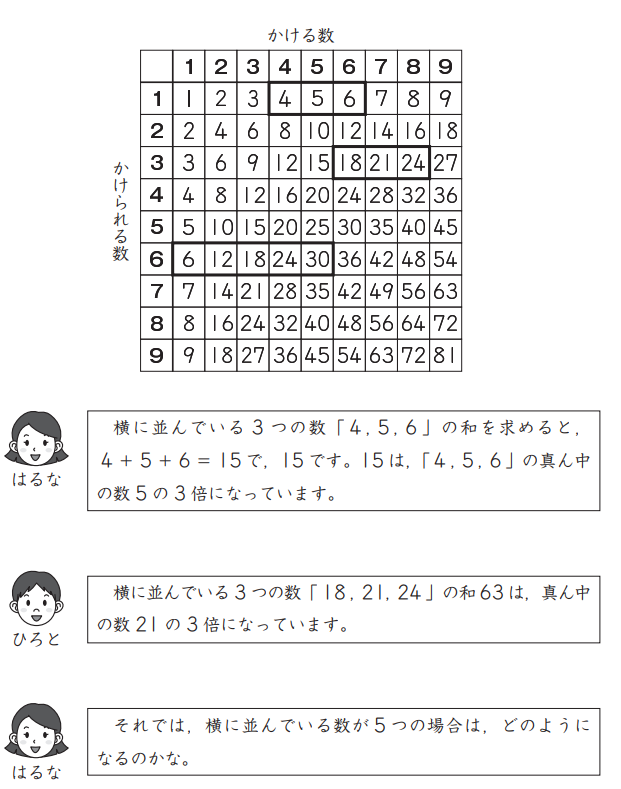 かける数
1 2 3 4 5 6 7 8 9
1 1 2 3 4 5 6 7 8 9
2 2 4 6 8 10 12 14 16 18
3 3 6 9 12 15 18 21 24 27
4 4 8 12 16 20 24 28 32 36
5 5 10 15 20 25 30 35 40 45
6 6 12 18 24 30 36 42 48 54
7 7 14 21 28 35 42 49 56 63
8 8 16 24 32 40 48 56 64 72
9 9 18 27 36 45 54 63 72 81
かけられる数
横に並んでいる3つの数「4,5,6」の和を求めると,
4+5+6=15で,15です。15は,「4,5,6」の真ん中
の数5の3倍になっています。
はるな
横に並んでいる3つの数「18,21,24」の和63は,真ん中
の数21の3倍になっています。
ひろと
それでは,横に並んでいる数が5つの場合は,どのように
なるのかな。
はるな